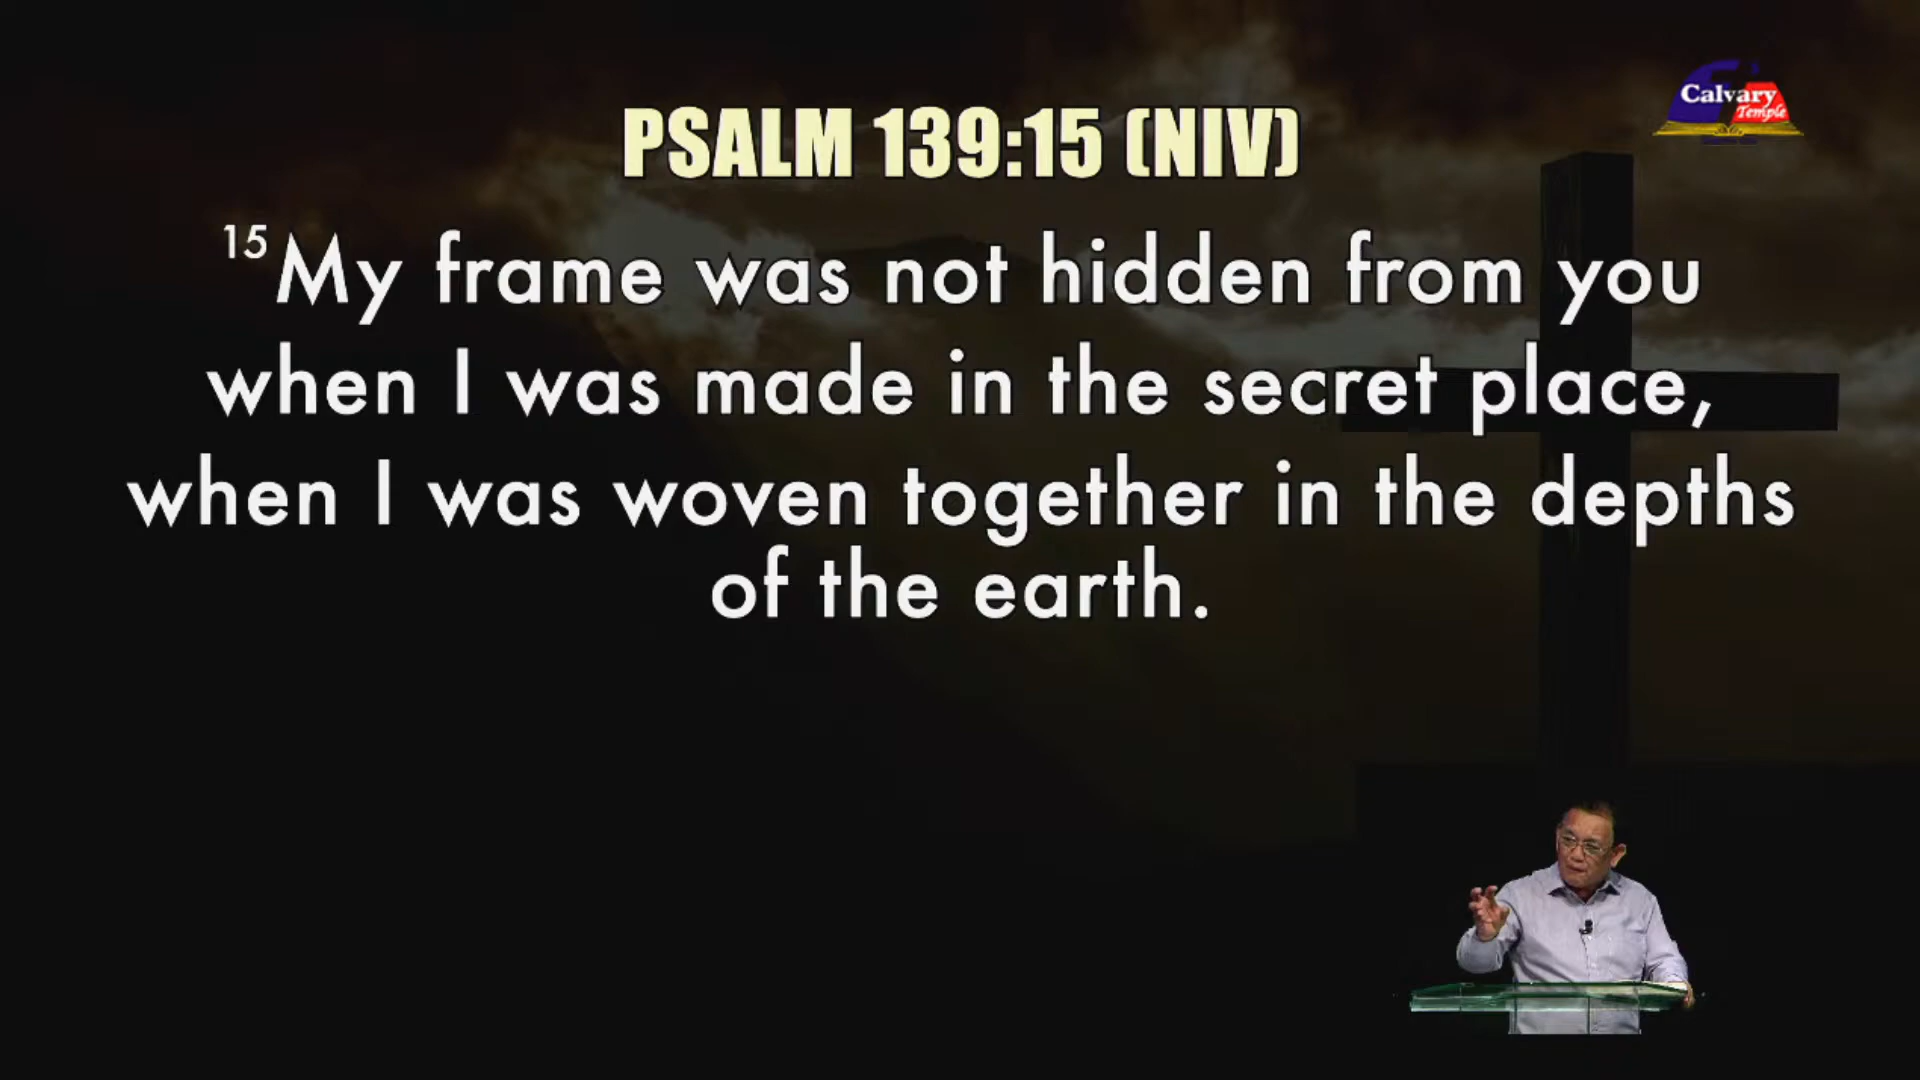 Calvary
Temple
PSALM 139:15 (NIV)
15 My frame was not hidden from you
when I was made in the secret place,
when I was woven together in the depths
of the earth.